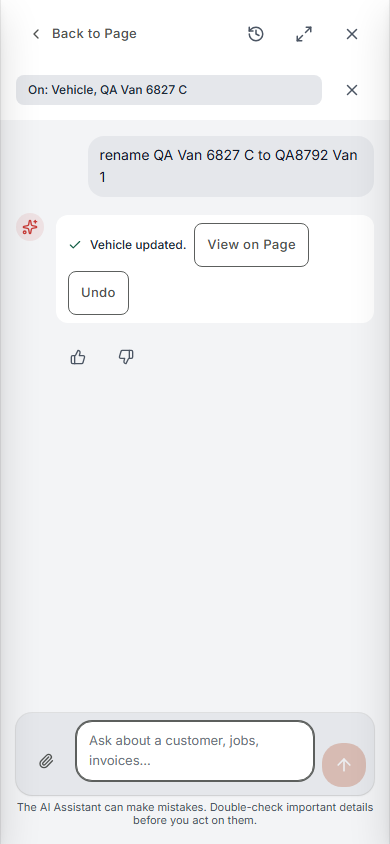 Back to Page
On: Vehicle, QA Van 6827 C
rename QA Van 6827 C to QA8792 Van
1
Vehicle updated.
View on Page
Undo
Ask about a customer, jobs,
invoices...
The AI Assistant can make mistakes. Double-check important details
before you act on them.